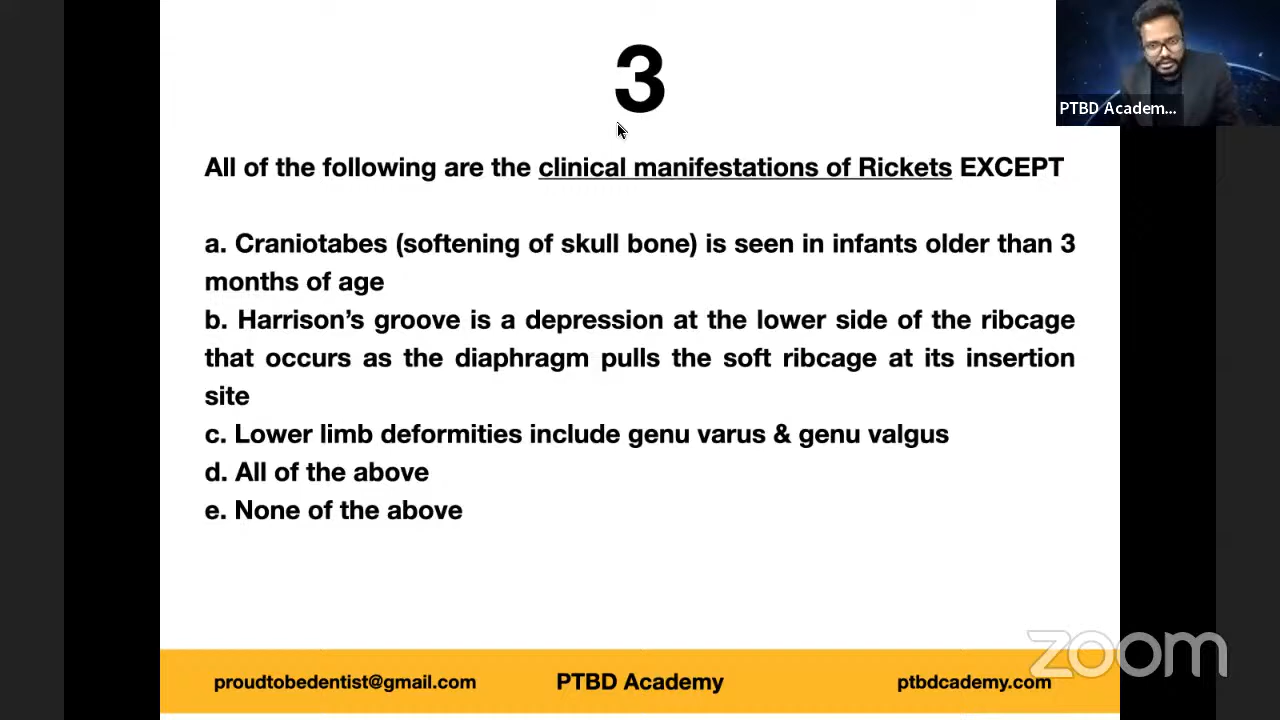 3
PTBD Academ...
All of the following are the clinical manifestations of Rickets EXCEPT
a. Craniotabes (softening of skull bone) is seen in infants older than 3
months of age
b. Harrison’s groove is a depression at the lower side of the ribcage
that occurs as the diaphragm pulls the soft ribcage at its insertion
site
c. Lower limb deformities include genu varus & genu valgus
d. All of the above
e. None of the above
zoom
proudtobedentist@gmail.com
PTBD Academy
ptbdcademy.com